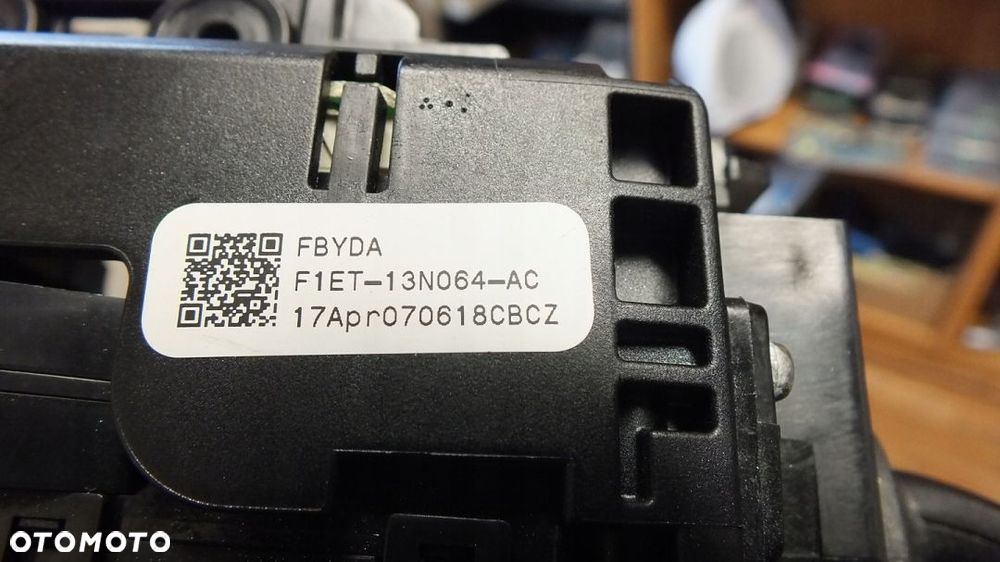 FBYDA
F1ET-13N064-AC
17Apr070618CBCZ
OTOMOTO